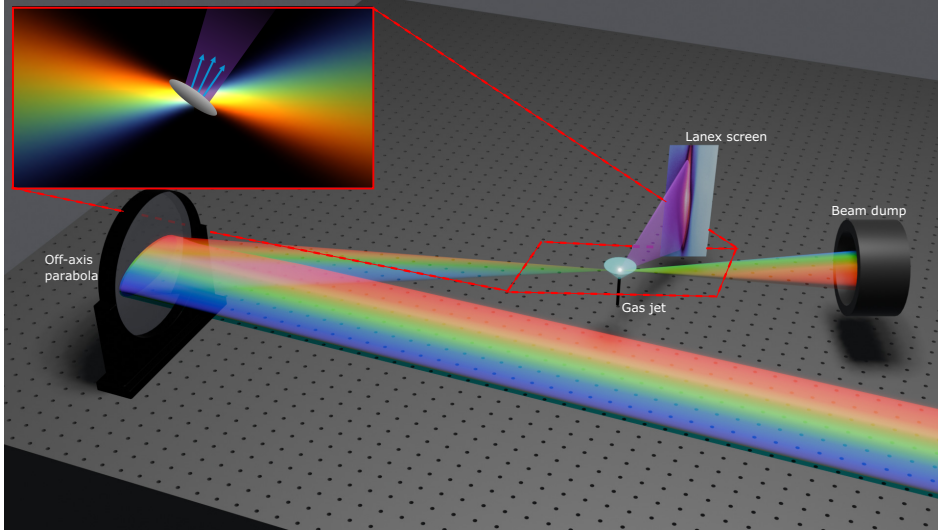 Lanex screen
Beam dump
Off-axis
parabola
Gas jet